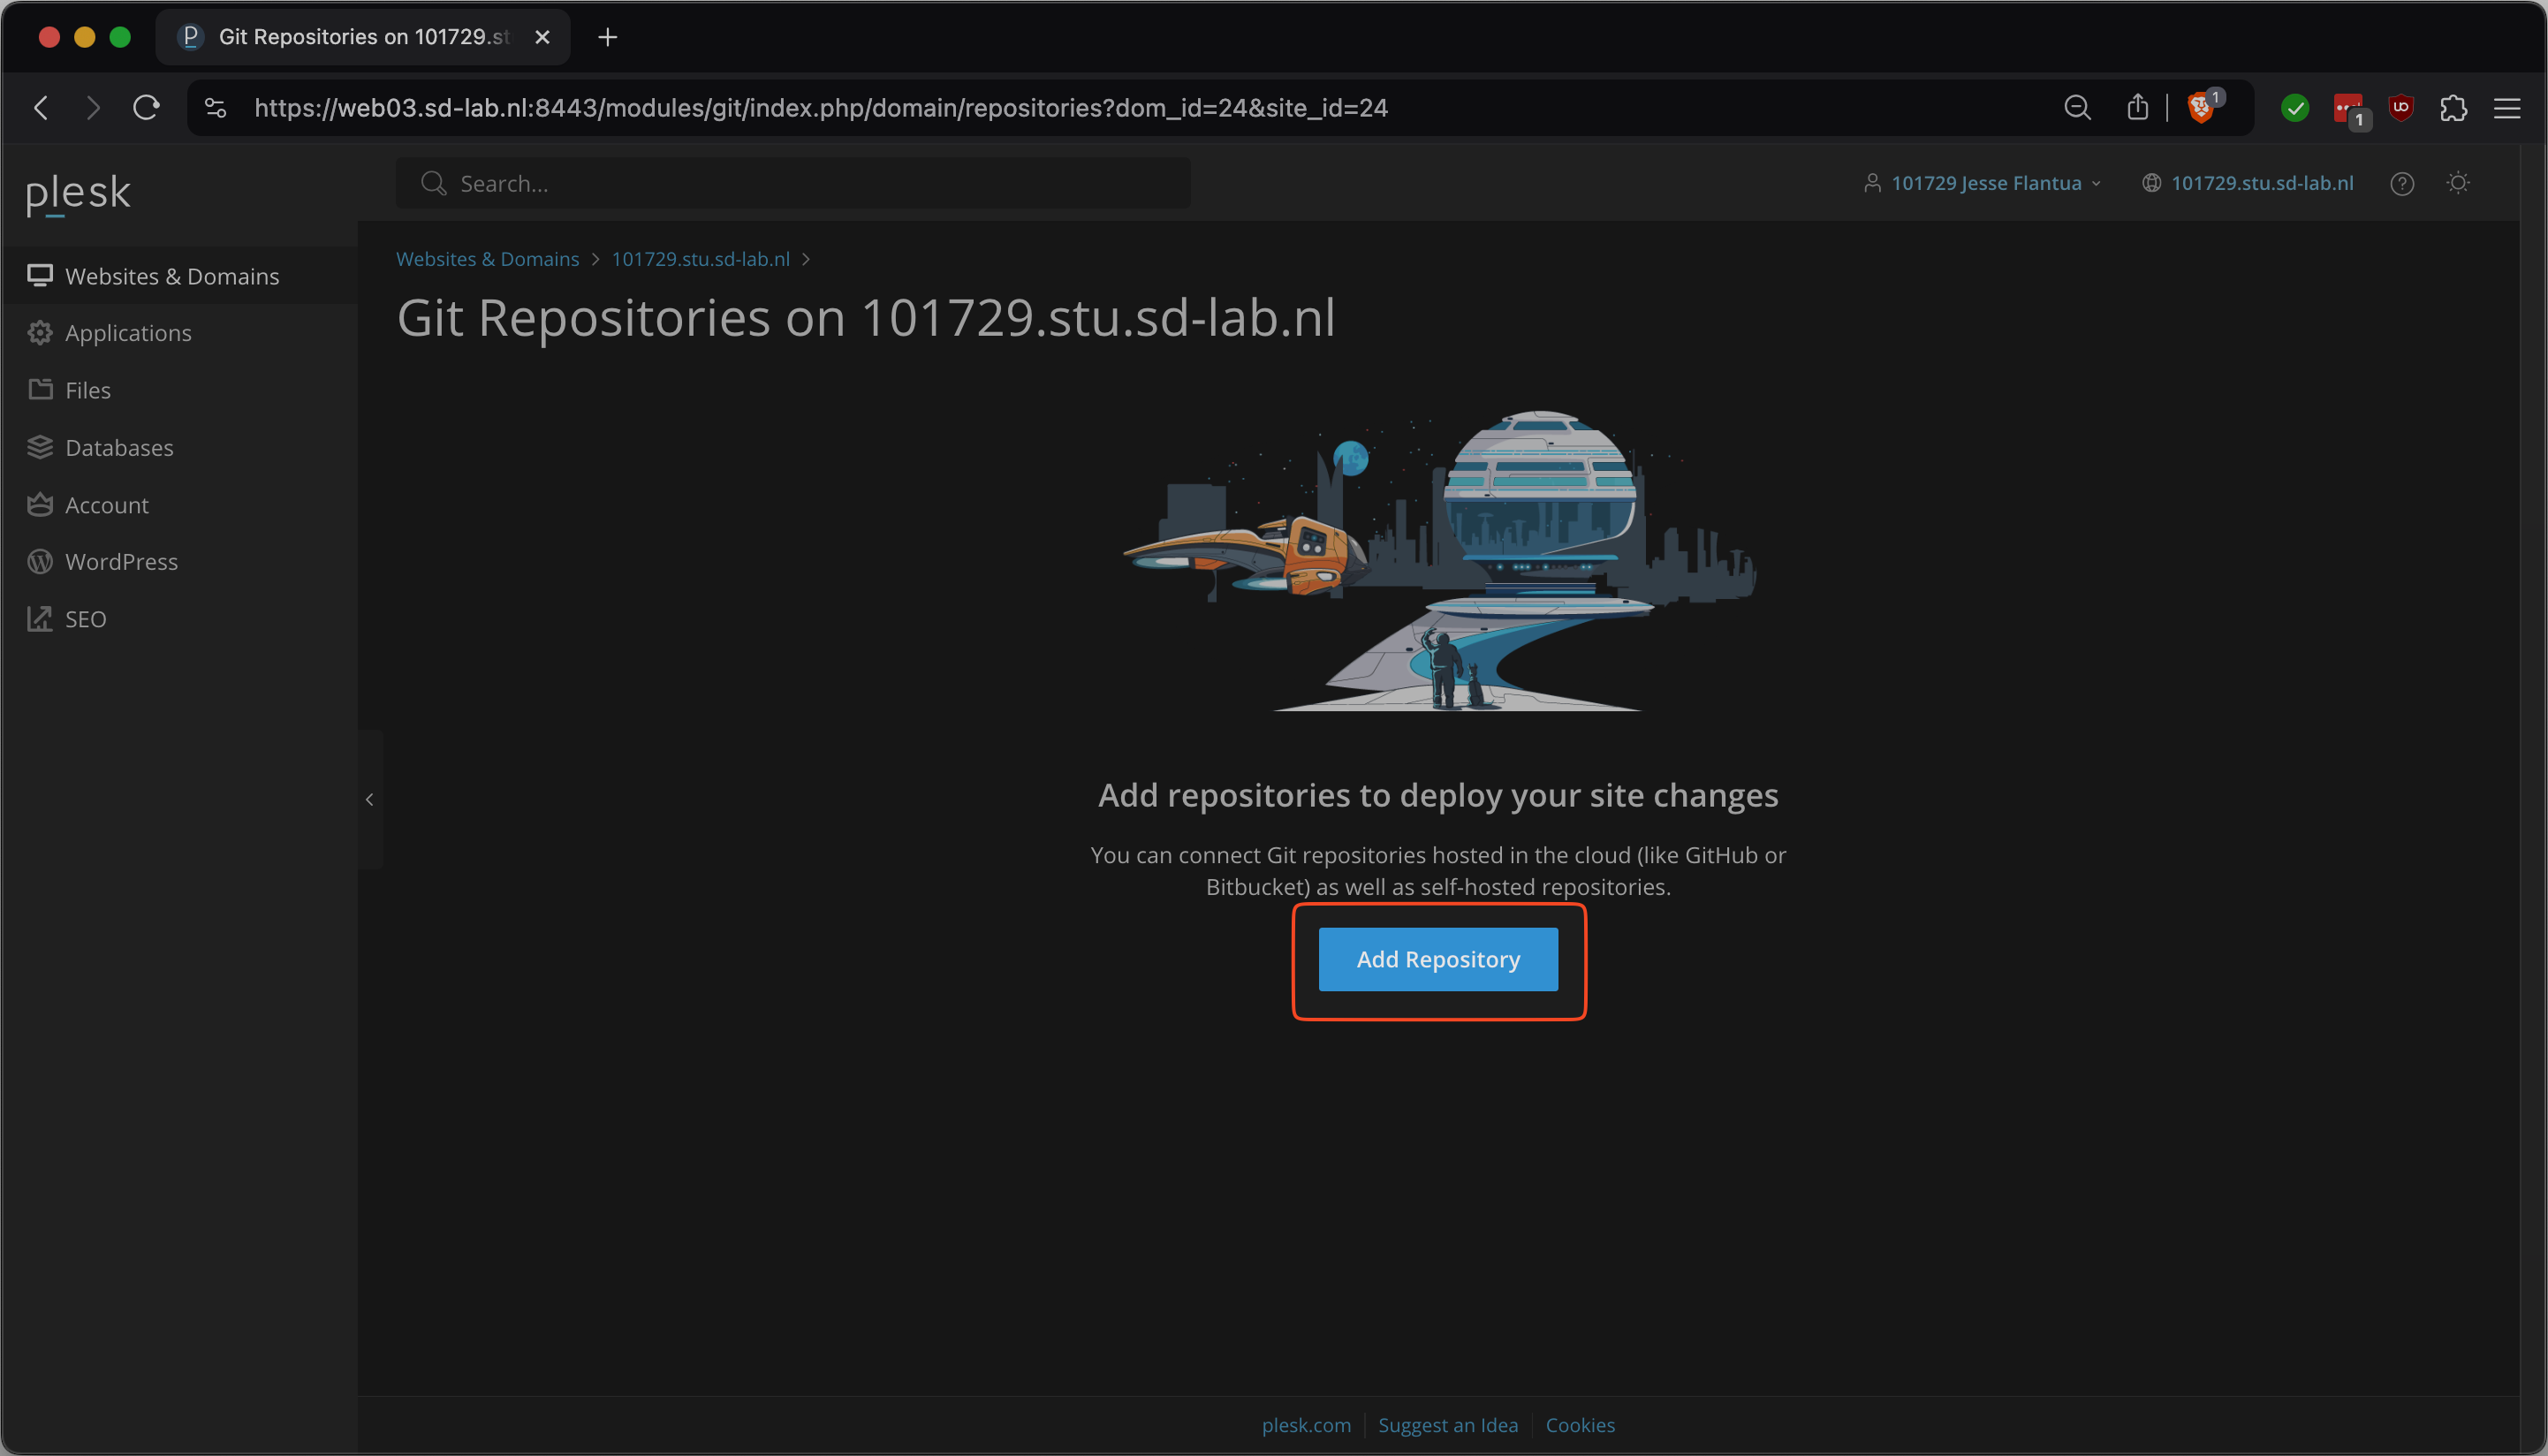 Git Repositories on 101729.st
https://web03.sd-lab.nl:8443/modules/git/index.php/domain/repositories?dom_id=24&site_id=24
1
1
plesk
Search...
101729 Jesse Flantua
101729.stu.sd-lab.nl
Websites & Domains
Applications
Files
Databases
Account
WordPress
SEO
Websites & Domains > 101729.stu.sd-lab.nl >
Git Repositories on 101729.stu.sd-lab.nl
Add repositories to deploy your site changes
You can connect Git repositories hosted in the cloud (like GitHub or
Bitbucket) as well as self-hosted repositories.
Add Repository
plesk.com
Suggest an Idea
Cookies